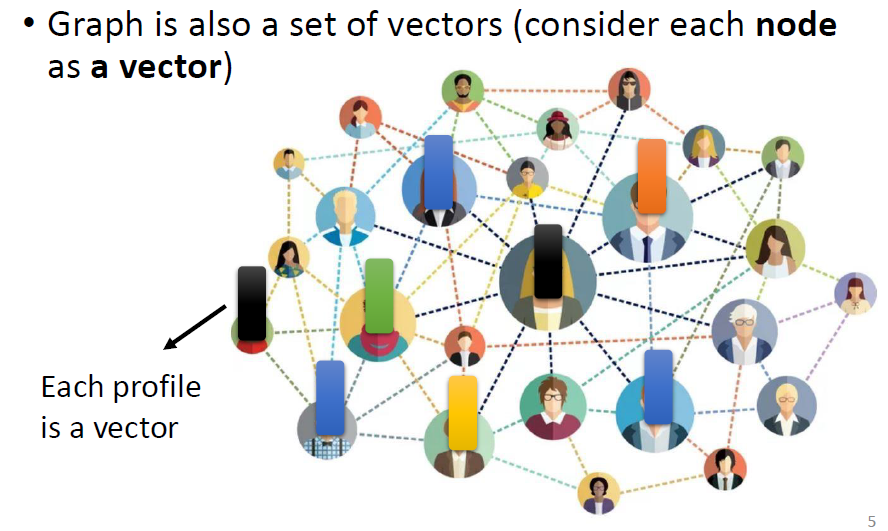 • Graph is also a set of vectors (consider each node
as a vector)
Each profile
is a vector
5